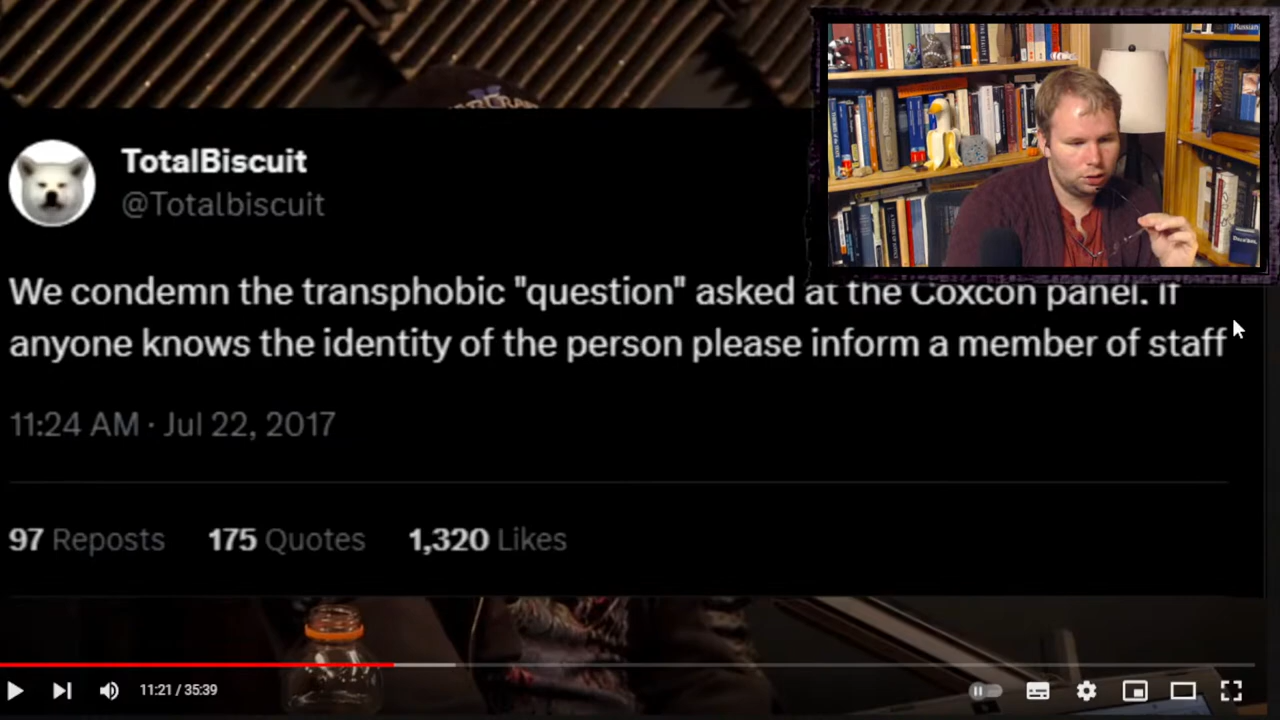 TotalBiscuit
@Totalbiscuit
We condemn the transphobic "question" asked at the Coxcon panel. If
anyone knows the identity of the person please inform a member of staff
11:24 AM · Jul 22, 2017
97 Reposts 175 Quotes 1,320 Likes
11:21 / 35:39